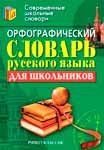 Современные
школьные
словари
ОРФОГРАФИЧЕСКИЙ
СЛОВАРЬ
русского языка
ДЛЯ ШКОЛЬНИКОВ